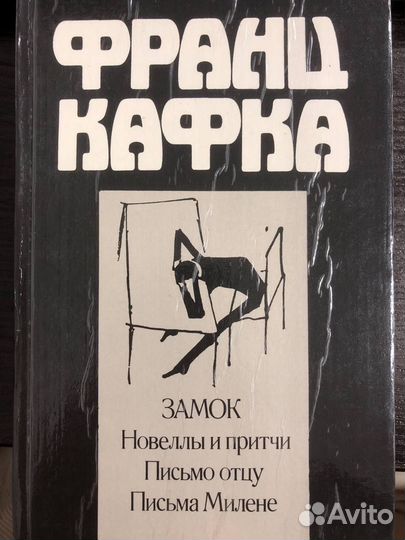 ФРАНЦ
КАФКА
ЗАМОК
Новеллы и притчи
Письмо отцу
Письма Милене
Avito